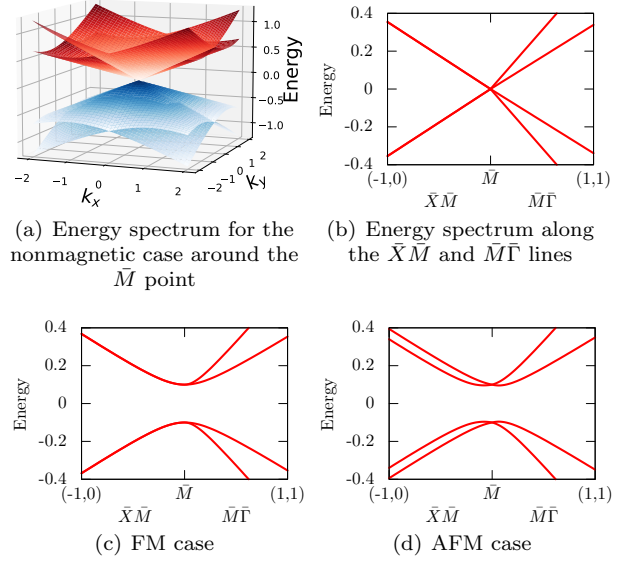 1.0
0.5
0.0
−0.5
−1.0
Energy
−2
−1
0
1
2
k_x
−2
−1
0
1
2
k_y
(a) Energy spectrum for the
nonmagnetic case around the
M̄ point
0.4
0.2
0
-0.2
-0.4
Energy
(-1,0) M̄ (1,1)
X̄M̄ M̄Γ̄
(b) Energy spectrum along
the X̄M̄ and M̄Γ̄ lines
0.4
0.2
0
-0.2
-0.4
Energy
(-1,0) M̄ (1,1)
X̄M̄ M̄Γ̄
(c) FM case
0.4
0.2
0
-0.2
-0.4
Energy
(-1,0) M̄ (1,1)
X̄M̄ M̄Γ̄
(d) AFM case